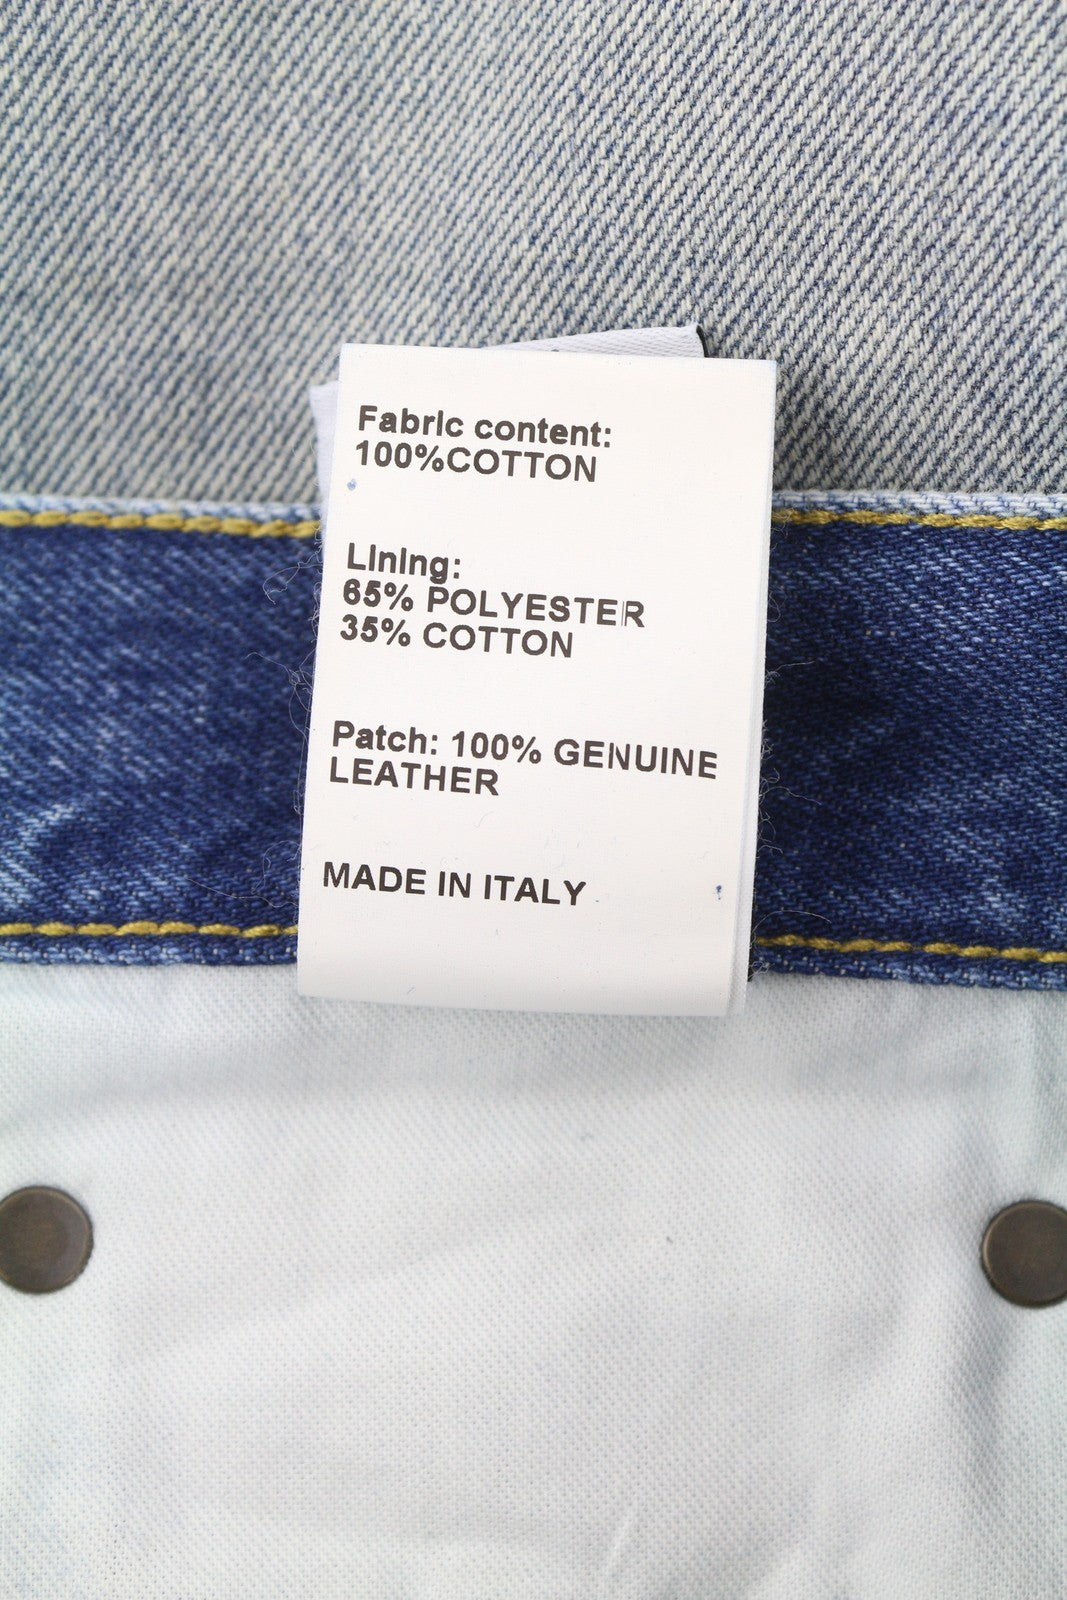 Fabric content:
100%COTTON
Lining:
65% POLYESTER
35% COTTON
Patch: 100% GENUINE
LEATHER
MADE IN ITALY